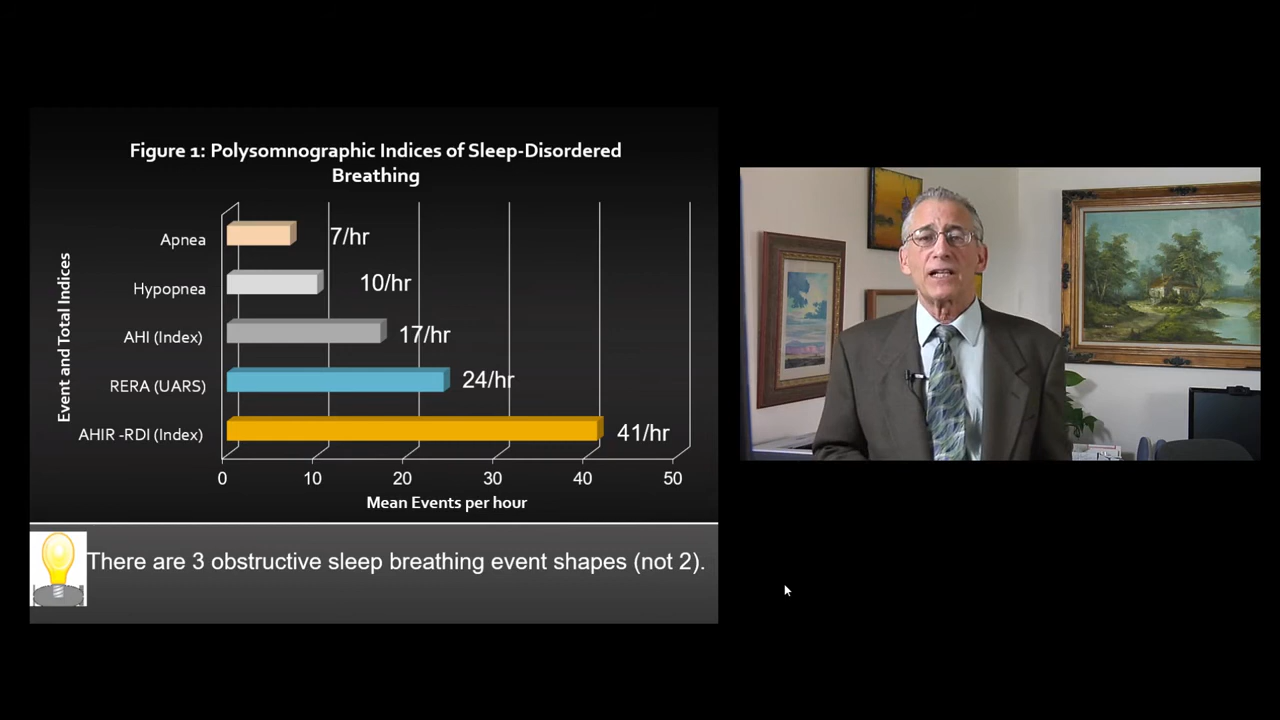 Figure 1: Polysomnographic Indices of Sleep-Disordered
Breathing
Event and Total Indices
Apnea
7/hr
Hypopnea
10/hr
AHI (Index)
17/hr
RERA (UARS)
24/hr
AHIR -RDI (Index)
41/hr
0 10 20 30 40 50
Mean Events per hour
There are 3 obstructive sleep breathing event shapes (not 2).